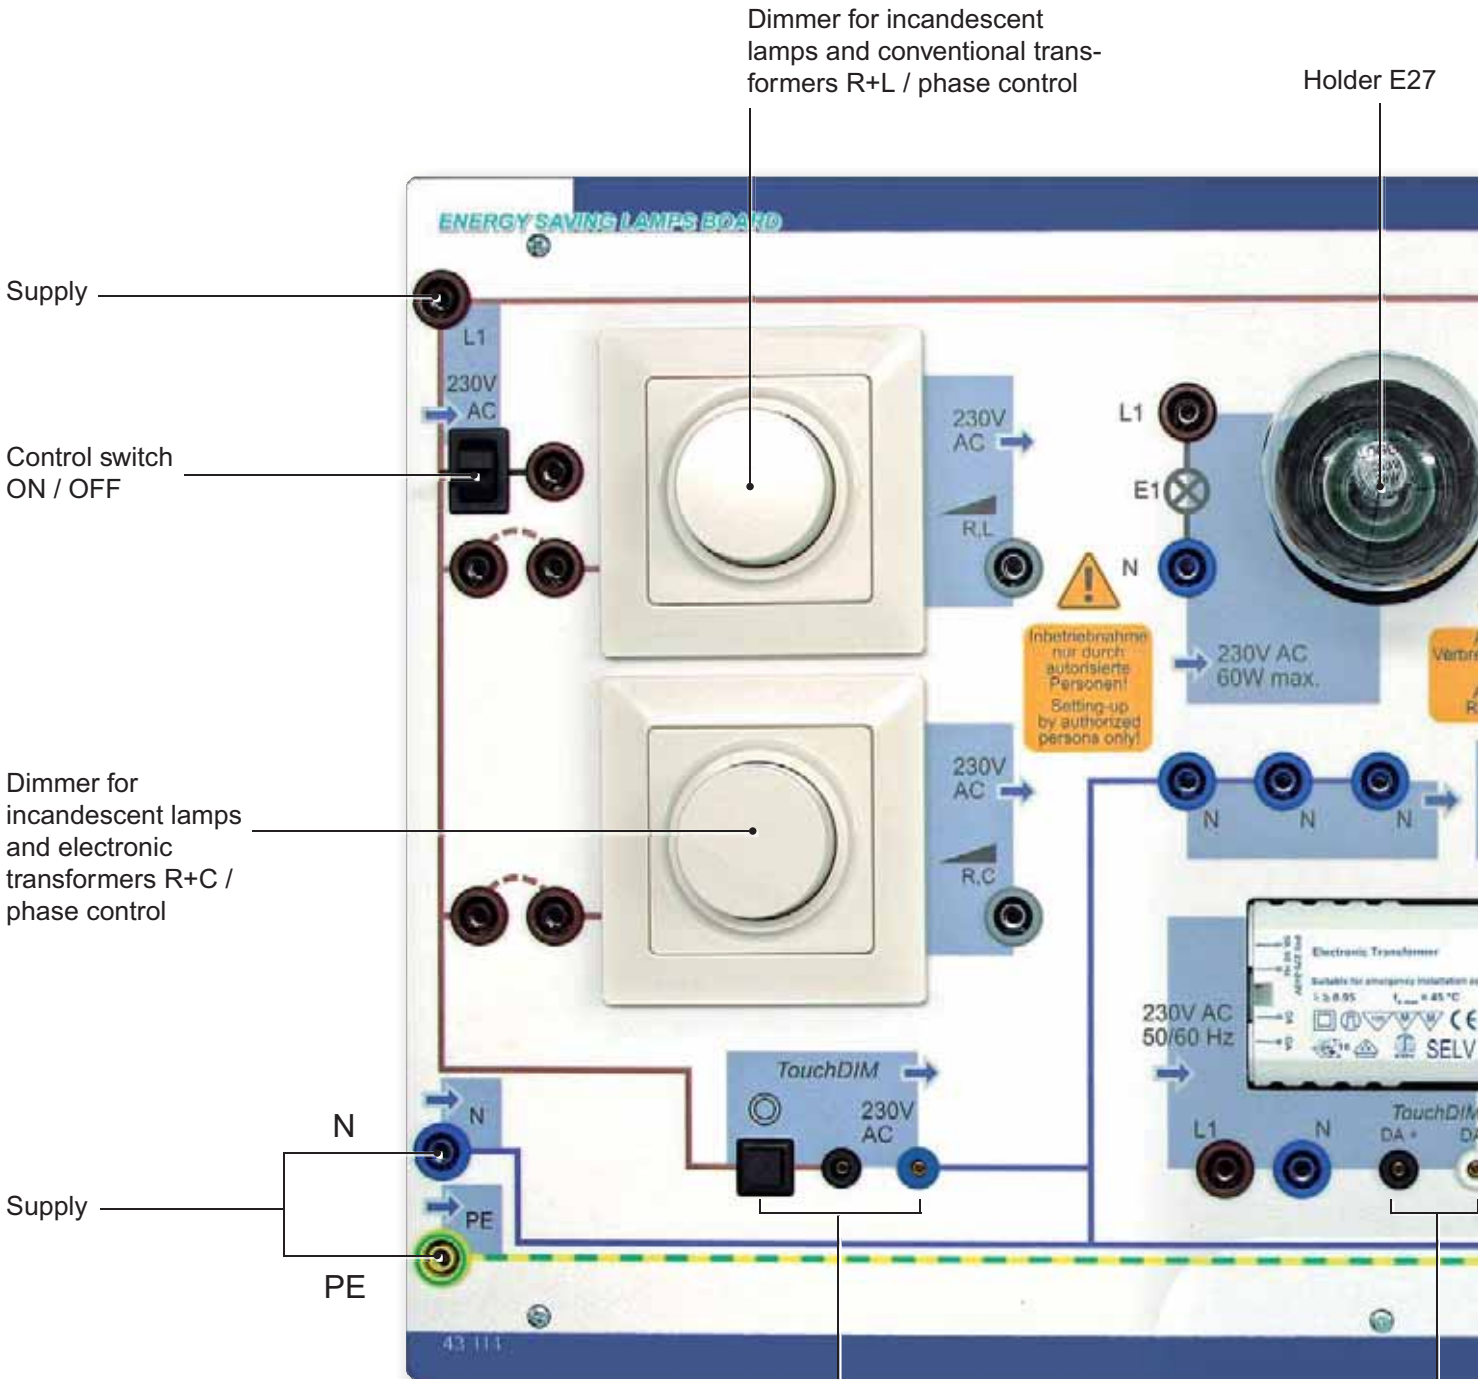 Dimmer for incandescent
lamps and conventional trans-
formers R+L / phase control
Holder E27
ENERGY SAVING LAMPS BOARD
Supply
L1
230V
AC
Control switch
ON / OFF
230V
AC
R,L
L1
E1
N
Inbetriebnahme
nur durch
autorisierte
Personen!
Setting-up
by authorized
persons only!
230V AC
60W max.
Dimmer for
incandescent lamps
and electronic
transformers R+C /
phase control
230V
AC
R,C
N
N
N
Electronic Transformer
SELV
230V AC
50/60 Hz
TouchDIM
230V
AC
L1
N
TouchDIM
DA +
DA
N
N
Supply
PE
PE
43 111